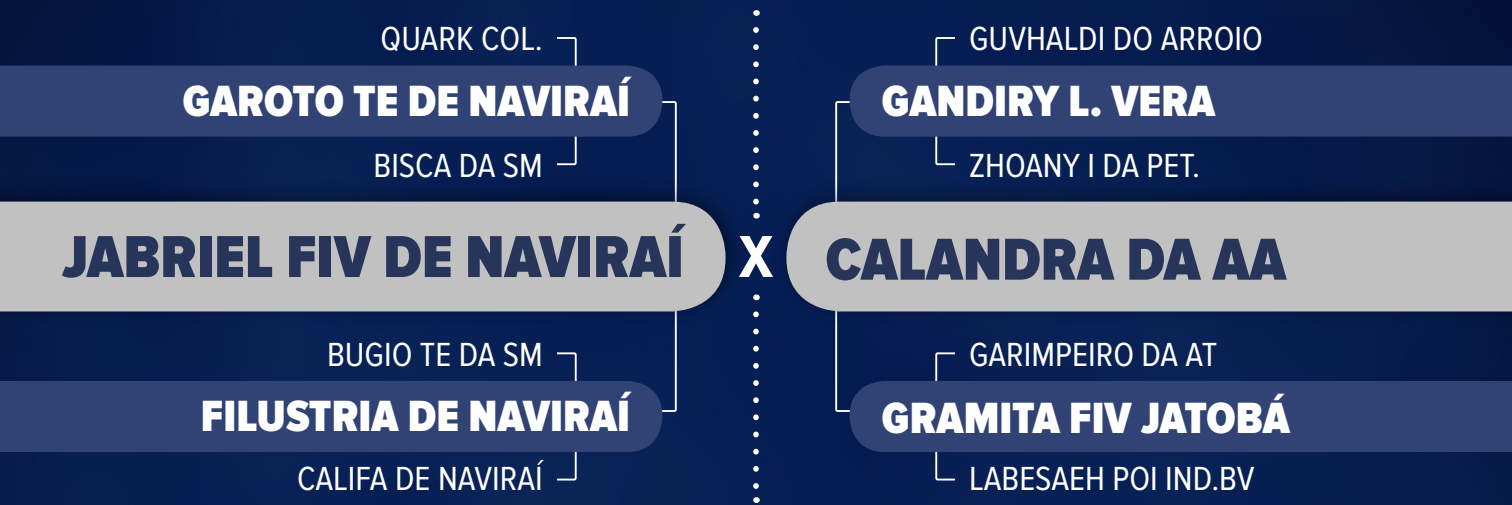 QUARK COL.
GAROTO TE DE NAVIRAÍ
BISCA DA SM
JABRIEL FIV DE NAVIRAÍ
BUGIO TE DA SM
FILUSTRIA DE NAVIRAÍ
CALIFA DE NAVIRAÍ
X
GUVHALDI DO ARROIO
GANDIRY L. VERA
ZHOANY I DA PET.
CALANDRA DA AA
GARIMPEIRO DA AT
GRAMITA FIV JATOBÁ
LABESAEH POI IND.BV